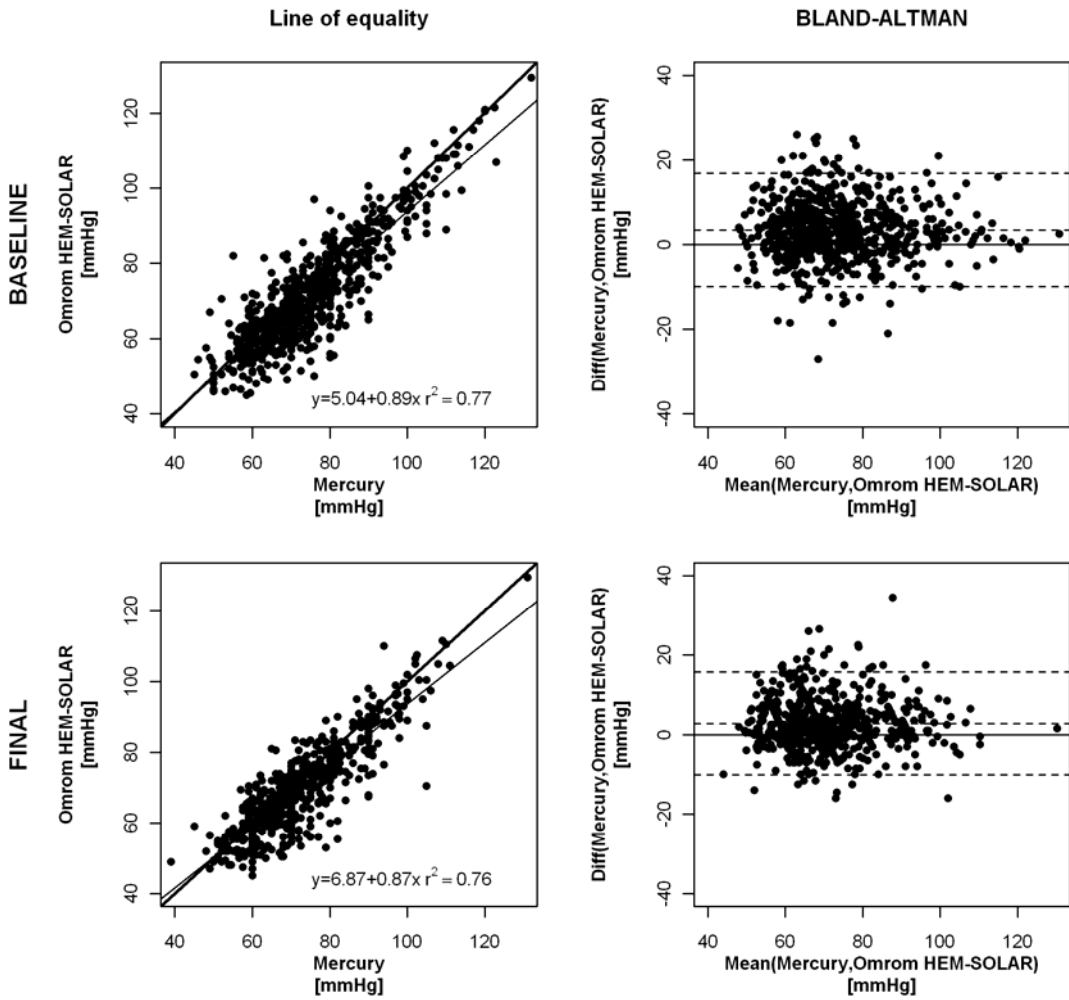 Line of equality
BLAND-ALTMAN
BASELINE
Omrom HEM-SOLAR
[mmHg]
40 60 80 100 120
y=5.04+0.89x r² = 0.77
40 60 80 100 120
Mercury
[mmHg]
Diff(Mercury,Omrom HEM-SOLAR)
[mmHg]
-40 -20 0 20 40
40 60 80 100 120
Mean(Mercury,Omrom HEM-SOLAR)
[mmHg]
FINAL
Omrom HEM-SOLAR
[mmHg]
40 60 80 100 120
y=6.87+0.87x r² = 0.76
40 60 80 100 120
Mercury
[mmHg]
Diff(Mercury,Omrom HEM-SOLAR)
[mmHg]
-40 -20 0 20 40
40 60 80 100 120
Mean(Mercury,Omrom HEM-SOLAR)
[mmHg]